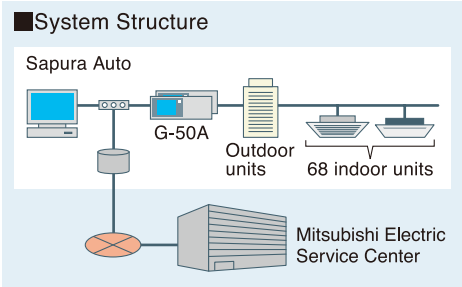 ■System Structure
Sapura Auto
G-50A
Outdoor
units
68 indoor units
Mitsubishi Electric
Service Center